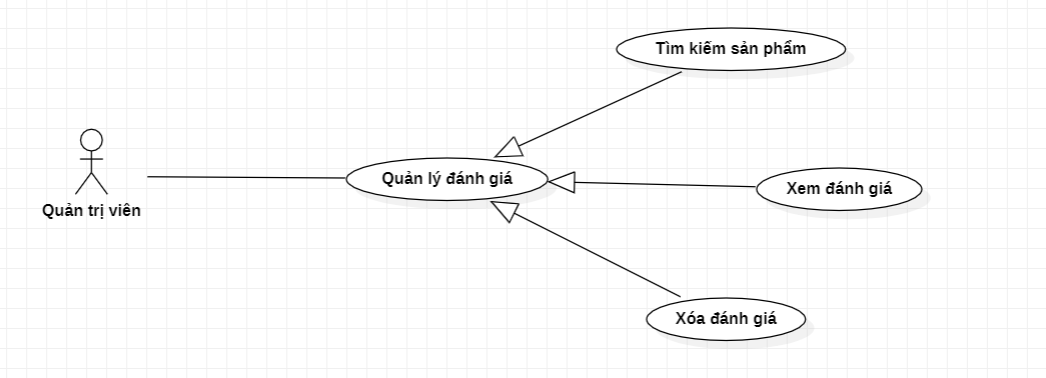 Tìm kiếm sản phẩm
Quản lý đánh giá
Xem đánh giá
Quản trị viên
Xóa đánh giá